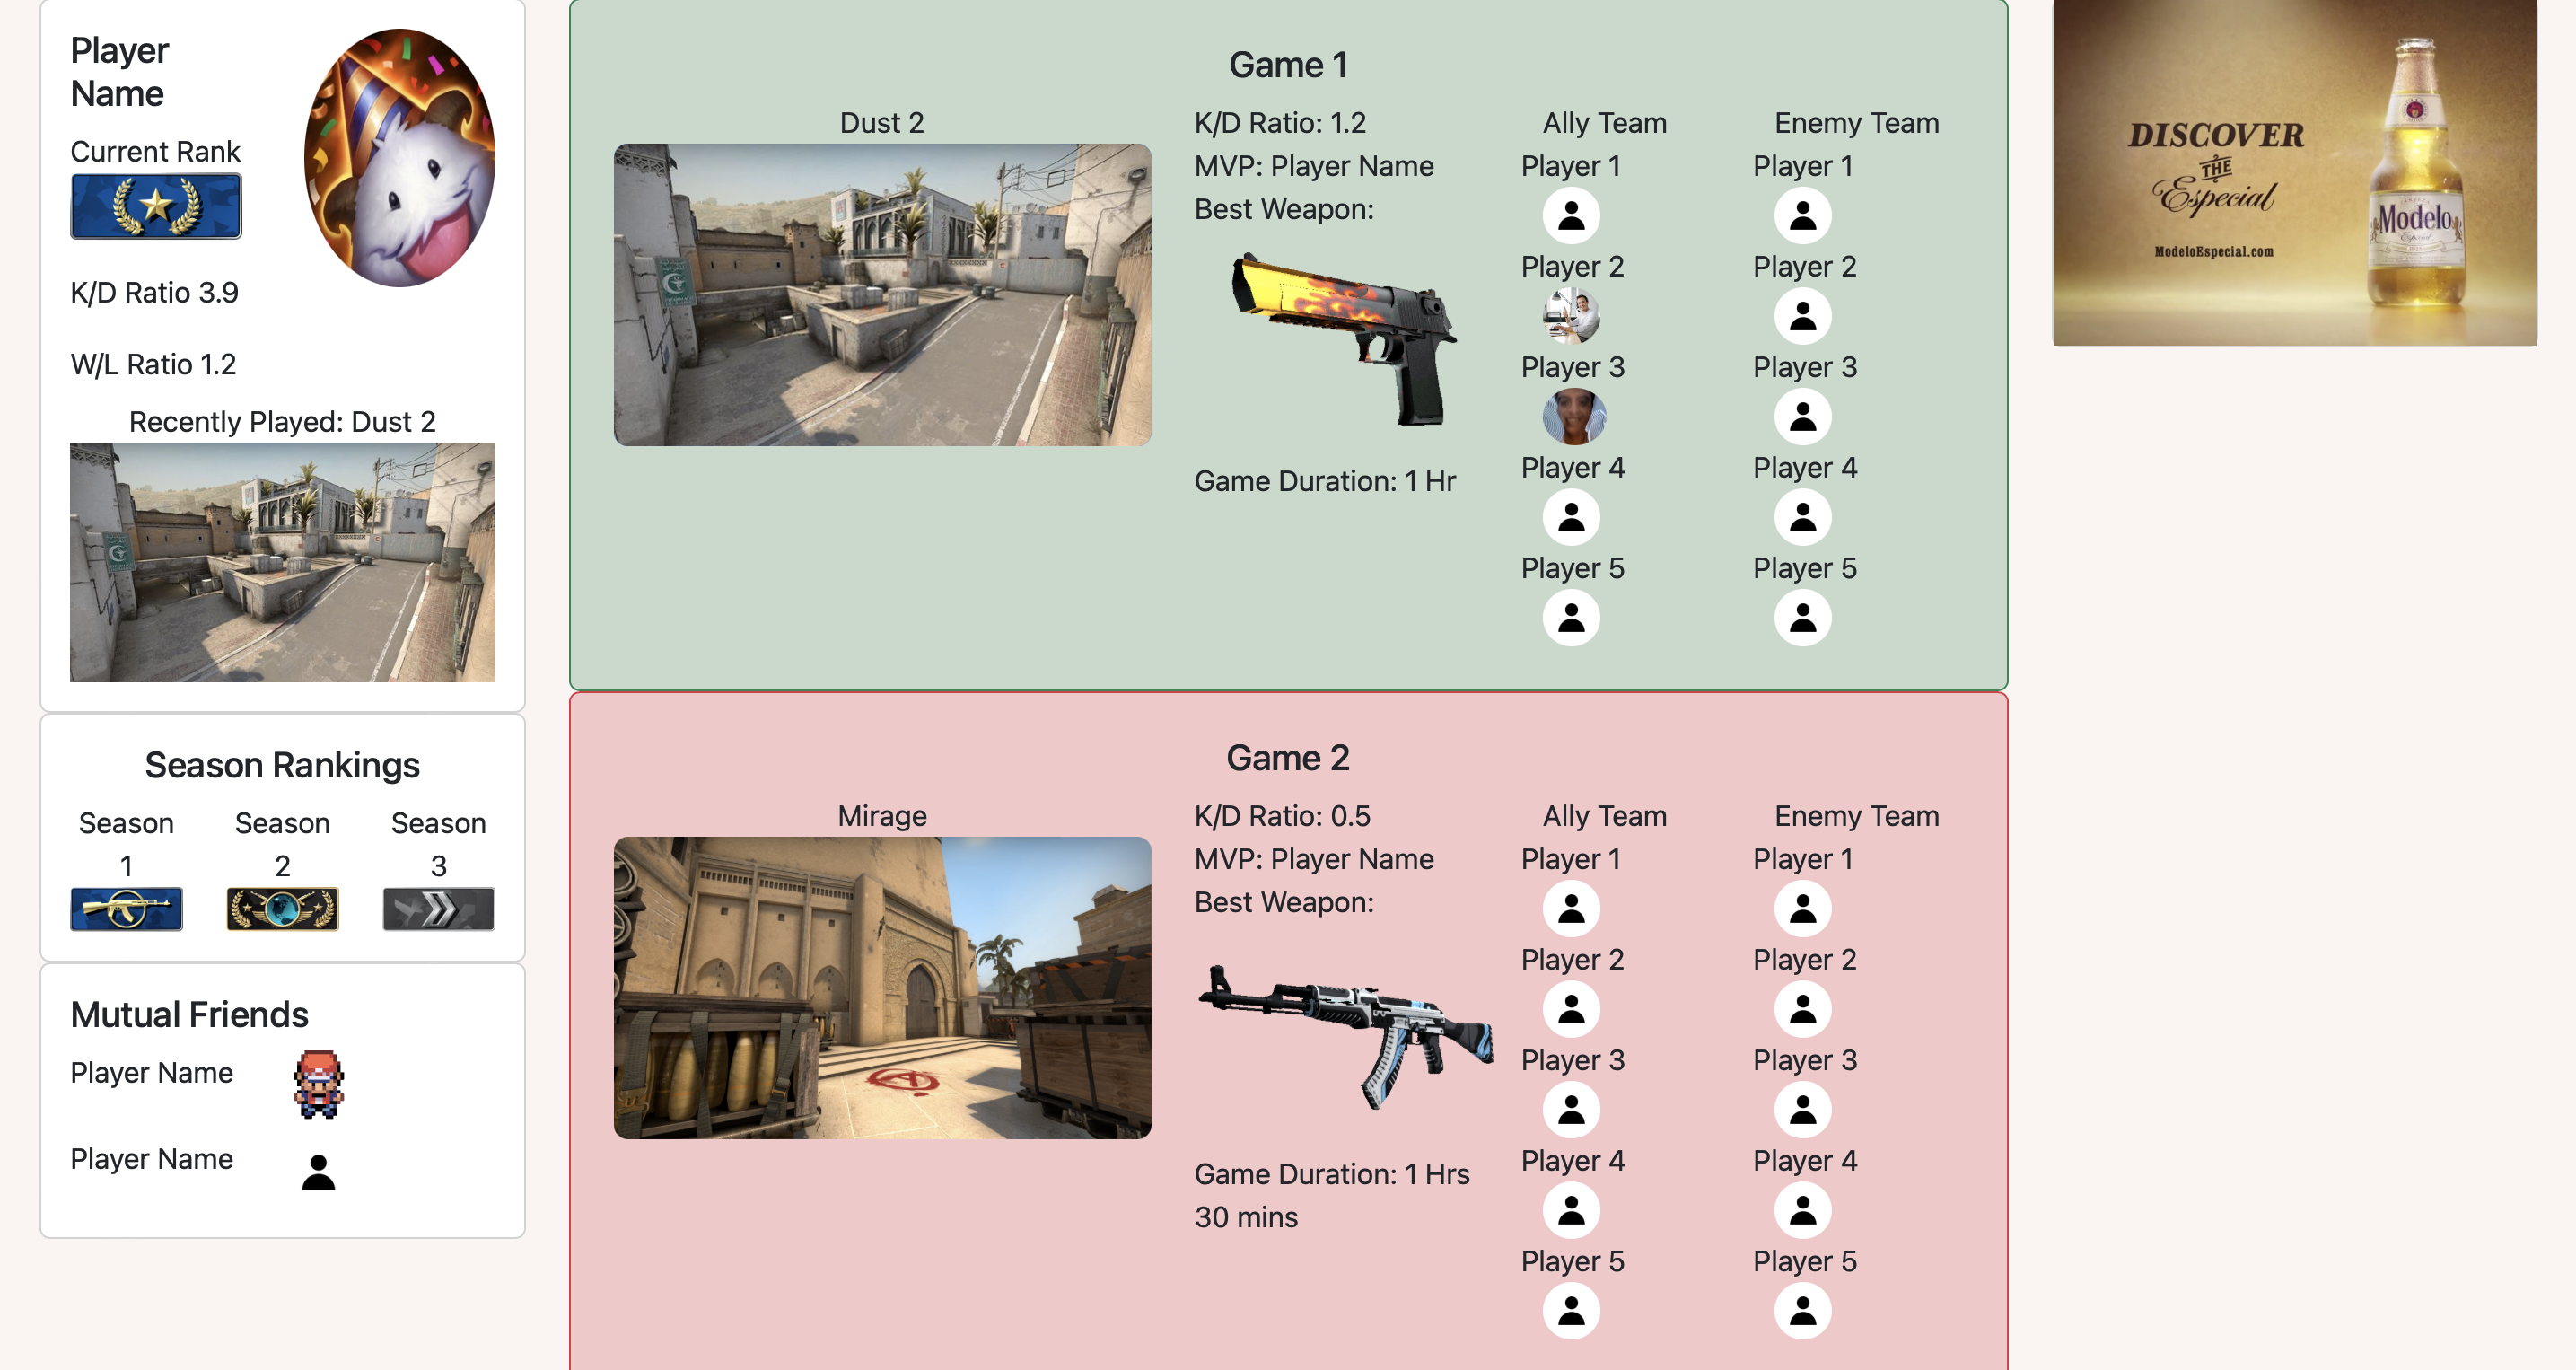 Player
Name
Current Rank
K/D Ratio 3.9
W/L Ratio 1.2
Recently Played: Dust 2
Season Rankings
Season
1
Season
2
Season
3
Mutual Friends
Player Name
Player Name
Game 1
Dust 2
K/D Ratio: 1.2
MVP: Player Name
Best Weapon:
Game Duration: 1 Hr
Ally Team
Player 1
Player 2
Player 3
Player 4
Player 5
Enemy Team
Player 1
Player 2
Player 3
Player 4
Player 5
Game 2
Mirage
A
K/D Ratio: 0.5
MVP: Player Name
Best Weapon:
Game Duration: 1 Hrs
30 mins
Ally Team
Player 1
Player 2
Player 3
Player 4
Player 5
Enemy Team
Player 1
Player 2
Player 3
Player 4
Player 5
DISCOVER
THE
Especial
ModeloEspecial.com
Modelo
Especial